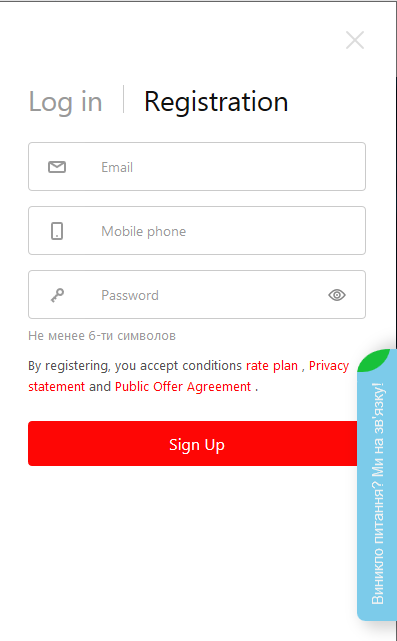 Log in
Registration
Email
Mobile phone
Password
Не менее 6-ти символов
By registering, you accept conditions rate plan , Privacy
statement and Public Offer Agreement .
Sign Up
Виникло питання? Ми на зв'язку!